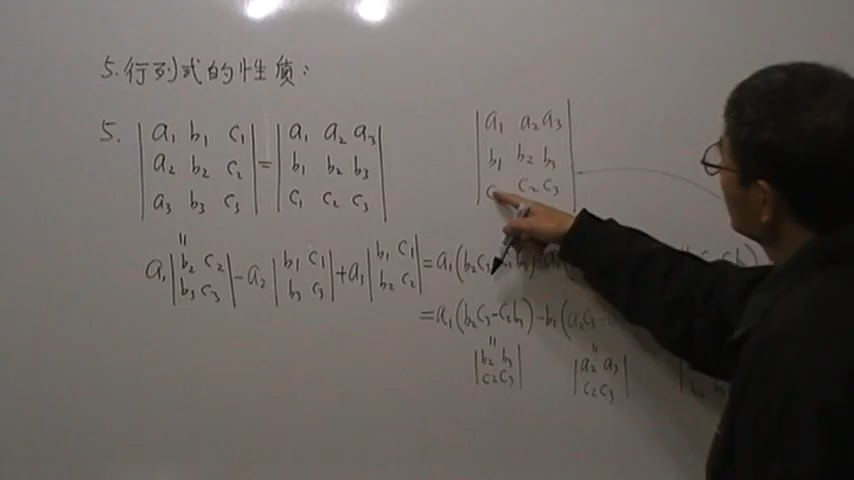 5.行列式的性质:
5. | a₁ b₁ c₁ | = | a₁ a₂ a₃ |
| a₂ b₂ c₂ | | b₁ b₂ b₃ |
| a₃ b₃ c₃ | | c₁ c₂ c₃ |
| a₁ a₂ a₃ |
| b₁ b₂ b₃ |
| c₂ c₃ |
"
a₁ | b₂ c₂ | - a₂ | b₁ c₁ | + a₃ | b₁ c₁ | = a₁(b₂c₃
| b₃ c₃ | | b₃ c₃ | | b₂ c₂ |
= a₁(b₂c₃-c₂b₃)-b₁(a₂c₃-
" "
| b₂ b₃ | | a₂ a₃ |
| c₂ c₃ | | c₂ c₃ |